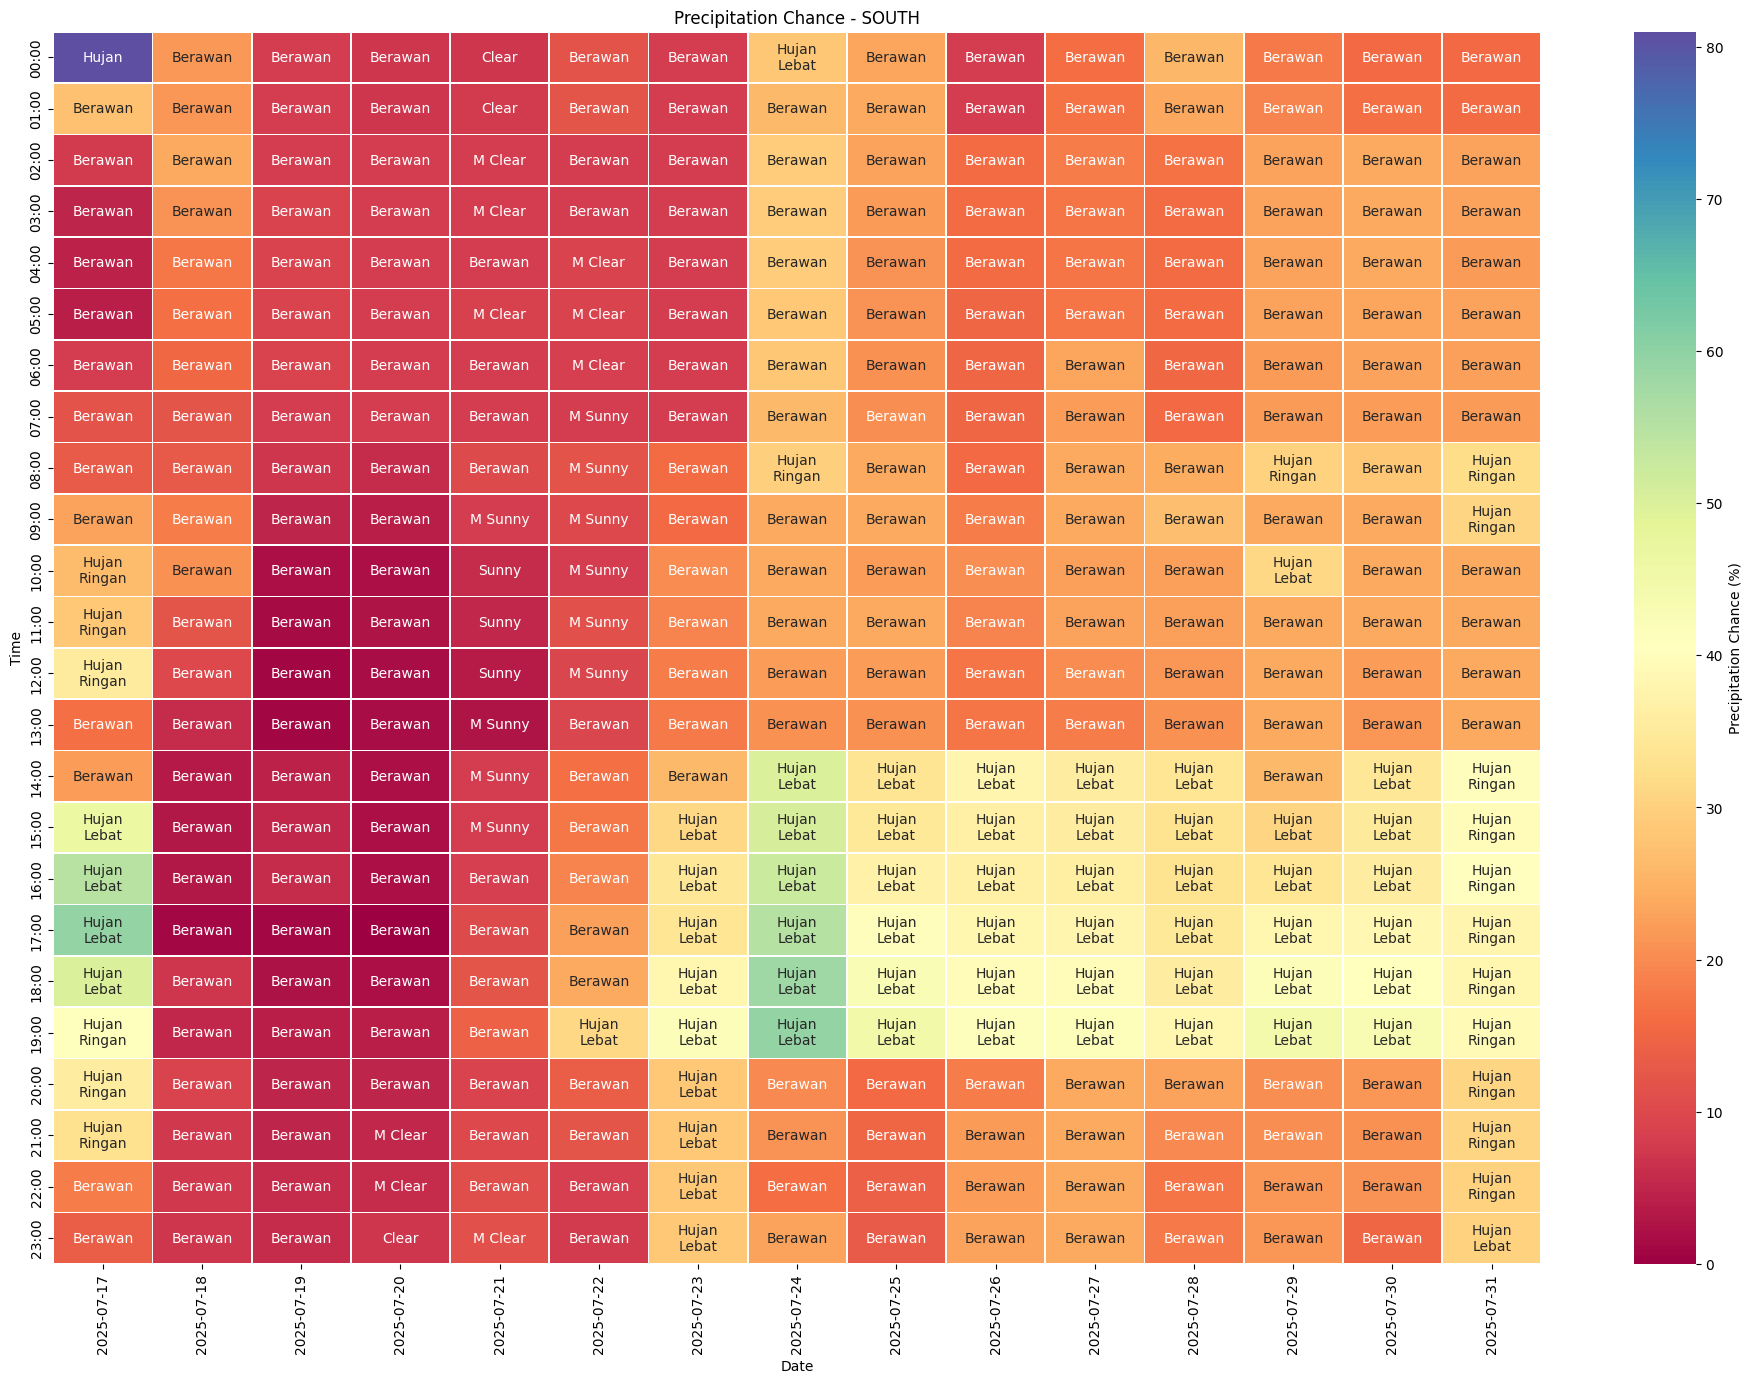 Precipitation Chance - SOUTH
00:00 Hujan Berawan Berawan Berawan Clear Berawan Berawan Hujan Lebat Berawan Berawan Berawan Berawan Berawan Berawan Berawan
01:00 Berawan Berawan Berawan Berawan Clear Berawan Berawan Berawan Berawan Berawan Berawan Berawan Berawan Berawan Berawan
02:00 Berawan Berawan Berawan Berawan M Clear Berawan Berawan Berawan Berawan Berawan Berawan Berawan Berawan Berawan Berawan
03:00 Berawan Berawan Berawan Berawan M Clear Berawan Berawan Berawan Berawan Berawan Berawan Berawan Berawan Berawan Berawan
04:00 Berawan Berawan Berawan Berawan Berawan M Clear Berawan Berawan Berawan Berawan Berawan Berawan Berawan Berawan Berawan
05:00 Berawan Berawan Berawan Berawan M Clear M Clear Berawan Berawan Berawan Berawan Berawan Berawan Berawan Berawan Berawan
06:00 Berawan Berawan Berawan Berawan Berawan M Clear Berawan Berawan Berawan Berawan Berawan Berawan Berawan Berawan Berawan
07:00 Berawan Berawan Berawan Berawan Berawan M Sunny Berawan Berawan Berawan Berawan Berawan Berawan Berawan Berawan Berawan
08:00 Berawan Berawan Berawan Berawan Berawan M Sunny Berawan Hujan Ringan Berawan Berawan Berawan Berawan Hujan Ringan Berawan Hujan Ringan
09:00 Berawan Berawan Berawan Berawan M Sunny M Sunny Berawan Berawan Berawan Berawan Berawan Berawan Berawan Berawan Hujan Ringan
10:00 Hujan Ringan Berawan Berawan Berawan Sunny M Sunny Berawan Berawan Berawan Berawan Berawan Berawan Hujan Lebat Berawan Berawan
11:00 Hujan Ringan Berawan Berawan Berawan Sunny M Sunny Berawan Berawan Berawan Berawan Berawan Berawan Berawan Berawan Berawan
12:00 Hujan Ringan Berawan Berawan Berawan Sunny M Sunny Berawan Berawan Berawan Berawan Berawan Berawan Berawan Berawan Berawan
13:00 Berawan Berawan Berawan Berawan M Sunny Berawan Berawan Berawan Berawan Berawan Berawan Berawan Berawan Berawan Berawan
14:00 Berawan Berawan Berawan Berawan M Sunny Berawan Berawan Hujan Lebat Hujan Lebat Hujan Lebat Hujan Lebat Hujan Lebat Berawan Hujan Lebat Hujan Ringan
15:00 Hujan Lebat Berawan Berawan Berawan M Sunny Berawan Hujan Lebat Hujan Lebat Hujan Lebat Hujan Lebat Hujan Lebat Hujan Lebat Hujan Lebat Hujan Lebat Hujan Ringan
16:00 Hujan Lebat Berawan Berawan Berawan Berawan Berawan Hujan Lebat Hujan Lebat Hujan Lebat Hujan Lebat Hujan Lebat Hujan Lebat Hujan Lebat Hujan Lebat Hujan Ringan
17:00 Hujan Lebat Berawan Berawan Berawan Berawan Berawan Hujan Lebat Hujan Lebat Hujan Lebat Hujan Lebat Hujan Lebat Hujan Lebat Hujan Lebat Hujan Lebat Hujan Ringan
18:00 Hujan Lebat Berawan Berawan Berawan Berawan Berawan Hujan Lebat Hujan Lebat Hujan Lebat Hujan Lebat Hujan Lebat Hujan Lebat Hujan Lebat Hujan Lebat Hujan Ringan
19:00 Hujan Ringan Berawan Berawan Berawan Berawan Hujan Lebat Hujan Lebat Hujan Lebat Hujan Lebat Hujan Lebat Hujan Lebat Hujan Lebat Hujan Lebat Hujan Lebat Hujan Ringan
20:00 Hujan Ringan Berawan Berawan Berawan Berawan Berawan Hujan Lebat Berawan Berawan Berawan Berawan Berawan Berawan Berawan Hujan Ringan
21:00 Hujan Ringan Berawan Berawan M Clear Berawan Berawan Hujan Lebat Berawan Berawan Berawan Berawan Berawan Berawan Berawan Hujan Ringan
22:00 Berawan Berawan Berawan M Clear Berawan Berawan Hujan Lebat Berawan Berawan Berawan Berawan Berawan Berawan Berawan Hujan Ringan
23:00 Berawan Berawan Berawan Clear M Clear Berawan Hujan Lebat Berawan Berawan Berawan Berawan Berawan Berawan Berawan Hujan Lebat
Time
2025-07-17 2025-07-18 2025-07-19 2025-07-20 2025-07-21 2025-07-22 2025-07-23 2025-07-24 2025-07-25 2025-07-26 2025-07-27 2025-07-28 2025-07-29 2025-07-30 2025-07-31
Date
80
70
60
50
40
30
20
10
0
Precipitation Chance (%)